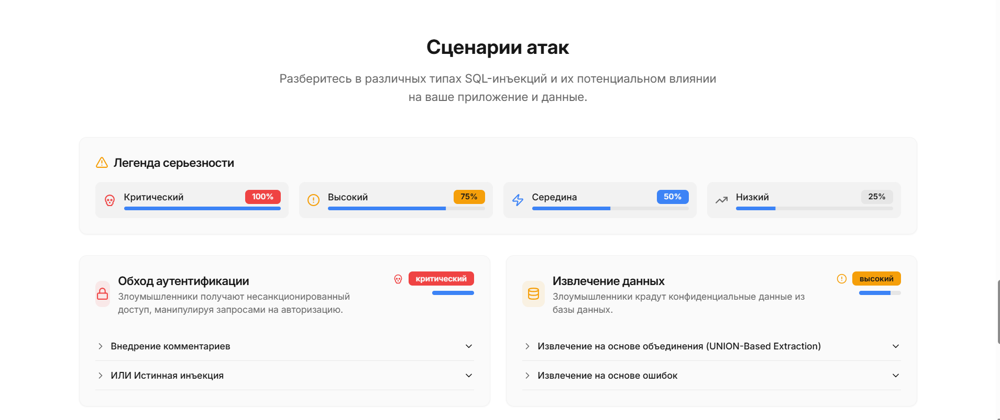 Сценарии атак
Разберитесь в различных типах SQL-инъекций и их потенциальном влиянии
на ваше приложение и данные.
Легенда серьезности
Критический 100%
Высокий 75%
Середина 50%
Низкий 25%
Обход аутентификации
критический
Злоумышленники получают несанкционированный
доступ, манипулируя запросами на авторизацию.
Внедрение комментариев
ИЛИ Истинная инъекция
Извлечение данных
высокий
Злоумышленники крадут конфиденциальные данные из
базы данных.
Извлечение на основе объединения (UNION-Based Extraction)
Извлечение на основе ошибок